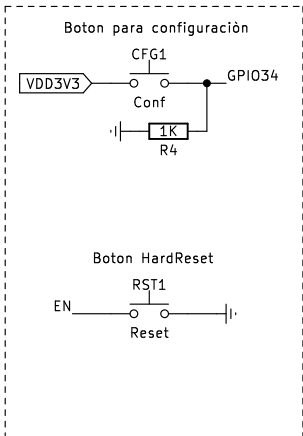 Boton para configuraciòn
CFG1
VDD3V3
GPIO34
Conf
1K
R4
Boton HardReset
RST1
EN
Reset